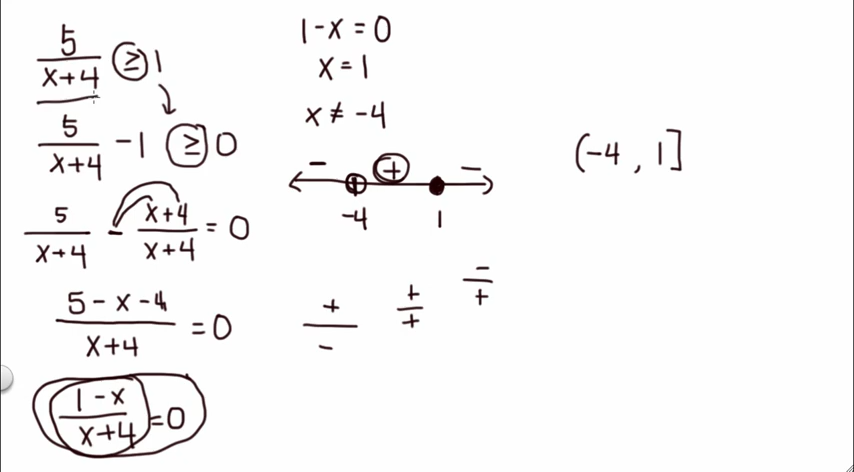 5/(x+4) ≥ 1
5/(x+4) - 1 ≥ 0
5/(x+4) - (x+4)/(x+4) = 0
(5-x-4)/(x+4) = 0
(1-x)/(x+4) = 0
1-x = 0
x = 1
x ≠ -4
- + -
-4 1
+/- +/+ -/+
(-4, 1]